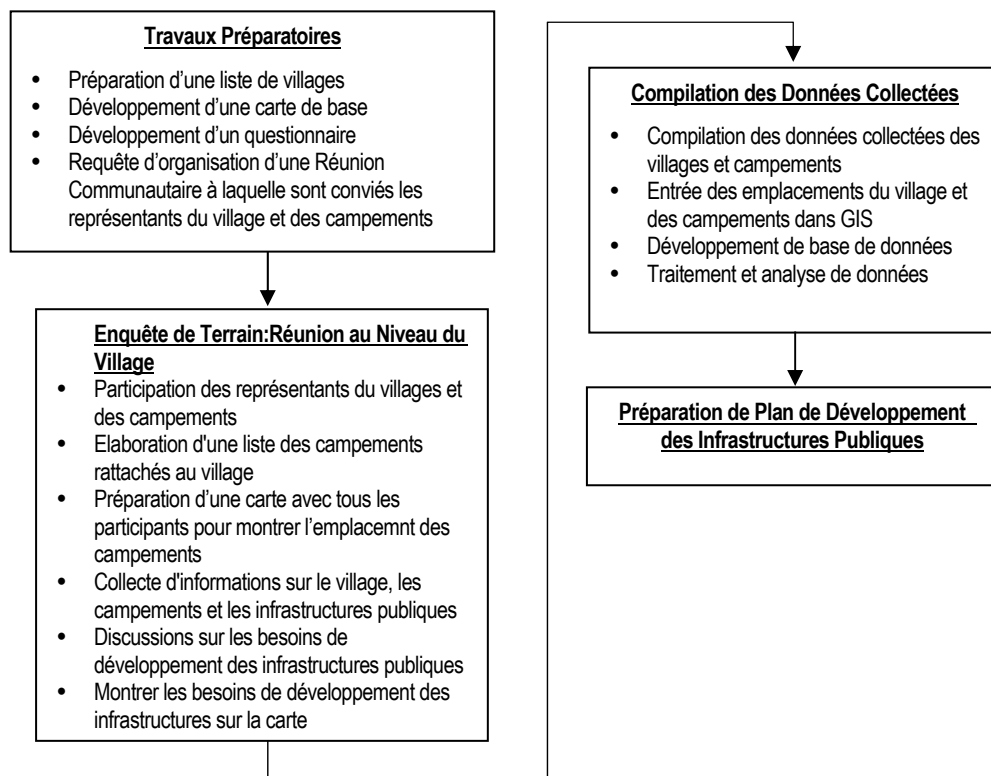 Travaux Préparatoires
• Préparation d’une liste de villages
• Développement d’une carte de base
• Développement d’un questionnaire
• Requête d’organisation d’une Réunion
Communautaire à laquelle sont conviés les
représentants du village et des campements
Enquête de Terrain:Réunion au Niveau du
Village
• Participation des représentants du villages et
des campements
• Elaboration d'une liste des campements
rattachés au village
• Préparation d’une carte avec tous les
participants pour montrer l’emplacemnt des
campements
• Collecte d'informations sur le village, les
campements et les infrastructures publiques
• Discussions sur les besoins de
développement des infrastructures publiques
• Montrer les besoins de développement des
infrastructures sur la carte
Compilation des Données Collectées
• Compilation des données collectées des
villages et campements
• Entrée des emplacements du village et
des campements dans GIS
• Développement de base de données
• Traitement et analyse de données
Préparation de Plan de Développement
des Infrastructures Publiques